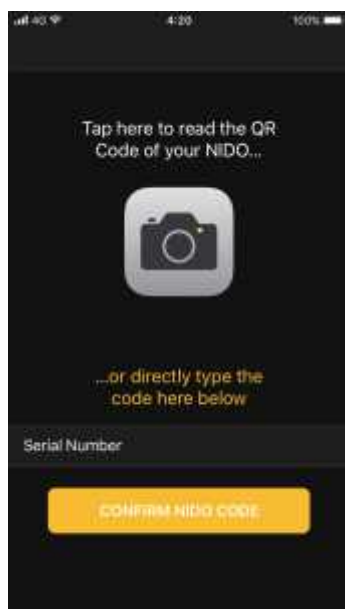 4G 4:20 100%
Tap here to read the QR
Code of your NIDO...
...or directly type the
code here below
Serial Number
CONFIRM NIDO CODE